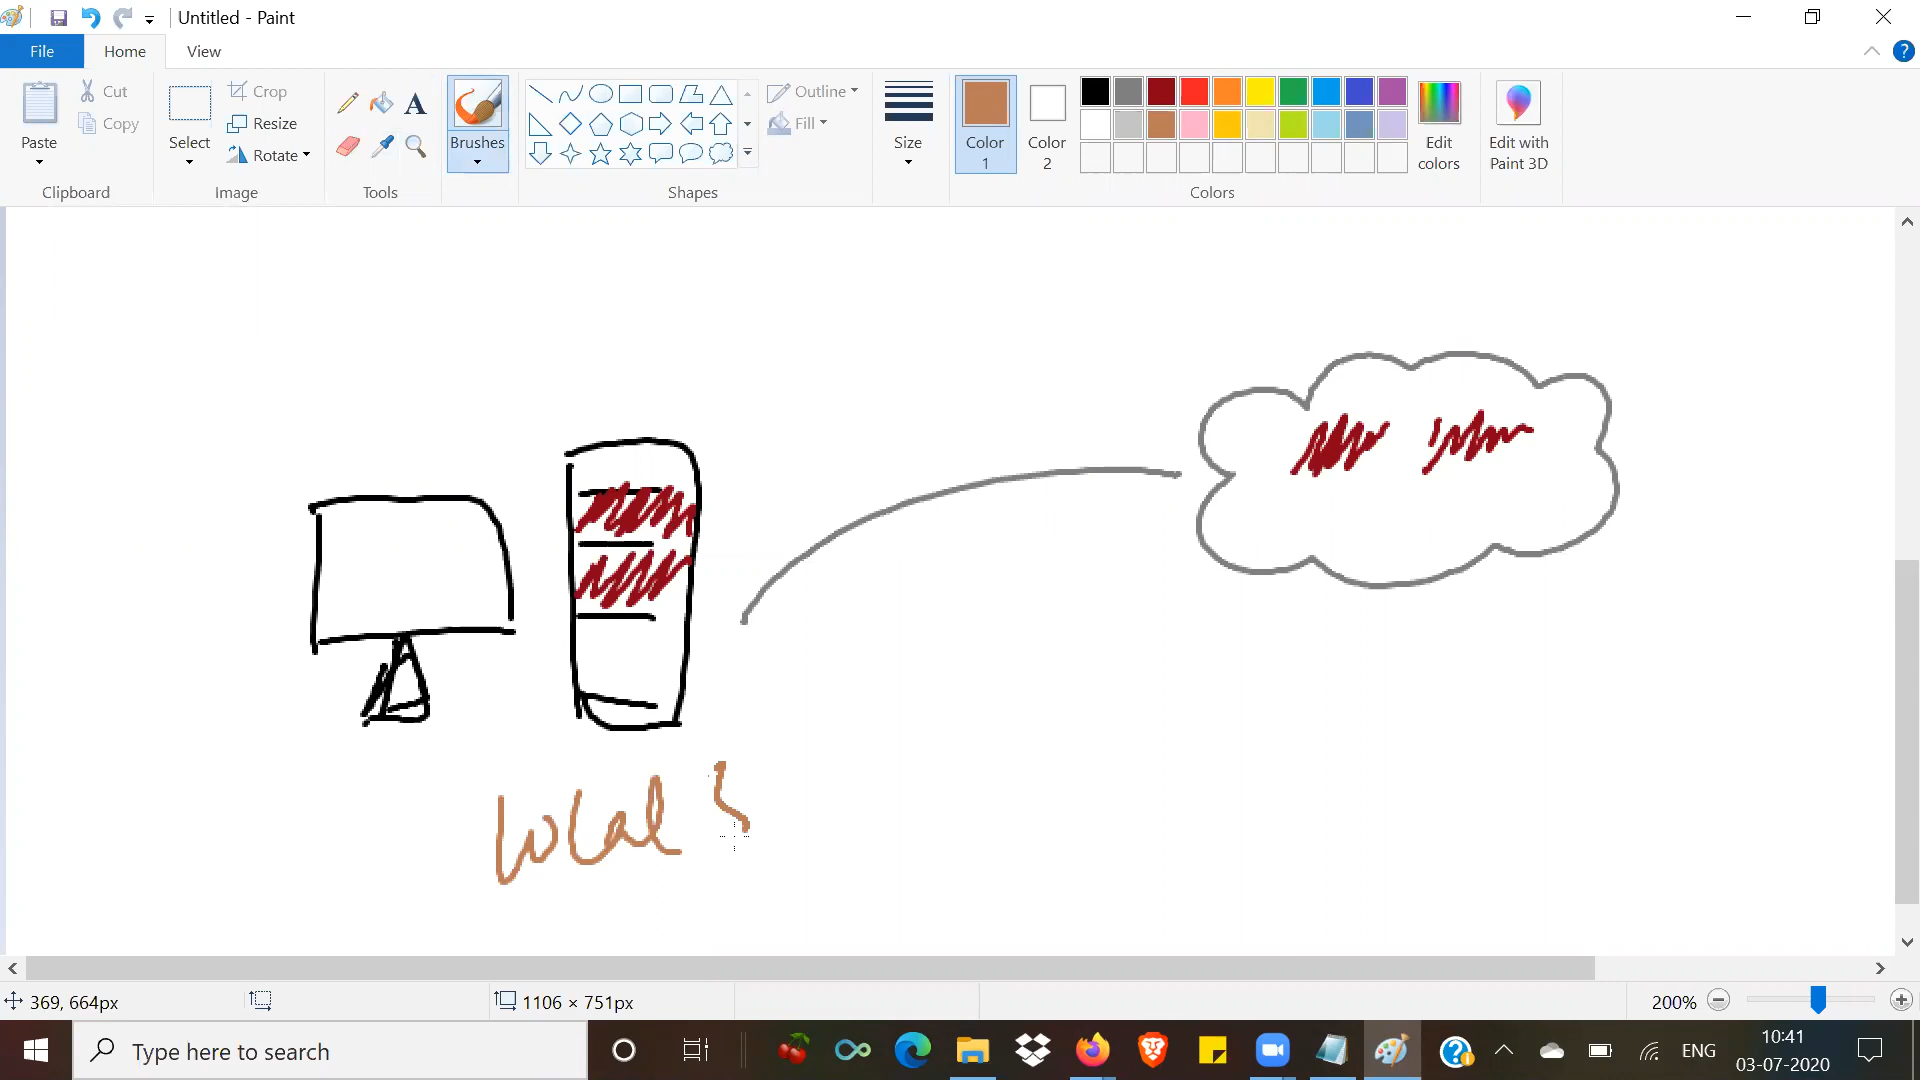 Untitled - Paint
File Home View
Paste
Cut
Copy
Clipboard
Select
Crop
Resize
Rotate
Image
Tools
Brushes
Shapes
Outline
Fill
Size
Color 1
Color 2
Edit colors
Colors
Edit with Paint 3D
local S
369, 664px
1106 × 751px
200%
Type here to search
ENG
10:41
03-07-2020